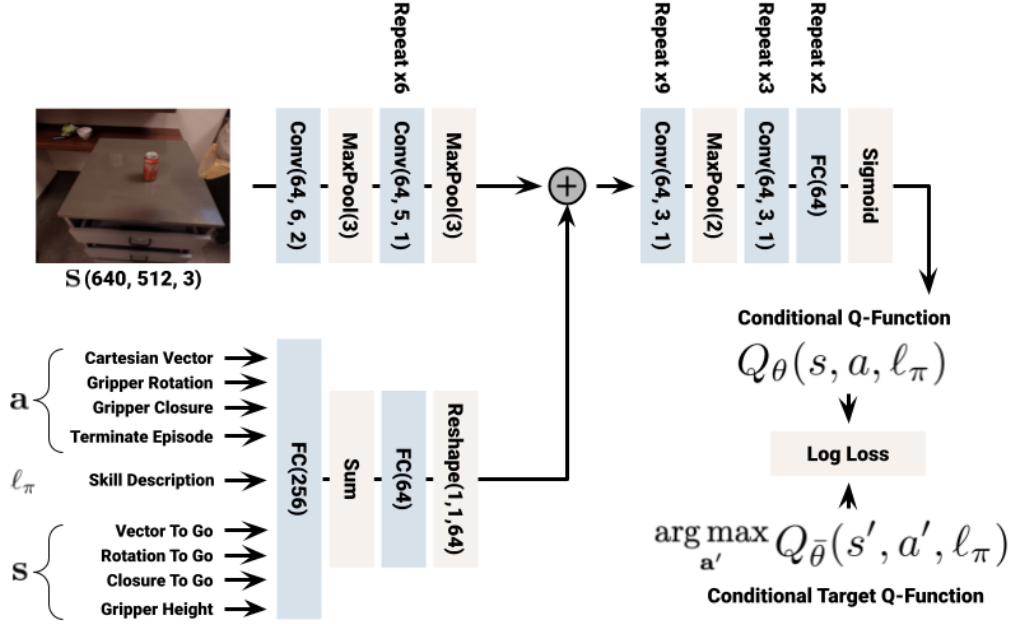 Repeat x6
Repeat x9
Repeat x3
Repeat x2
Conv(64, 6, 2)
MaxPool(3)
Conv(64, 5, 1)
MaxPool(3)
+
Conv(64, 3, 1)
MaxPool(2)
Conv(64, 3, 1)
FC(64)
Sigmoid
s (640, 512, 3)
a
Cartesian Vector
Gripper Rotation
Gripper Closure
Terminate Episode
ℓπ
Skill Description
s
Vector To Go
Rotation To Go
Closure To Go
Gripper Height
FC(256)
Sum
FC(64)
Reshape(1,1,64)
Conditional Q-Function
Qθ(s, a, ℓπ)
Log Loss
arg max Qθ̄(s′, a′, ℓπ)
a′
Conditional Target Q-Function